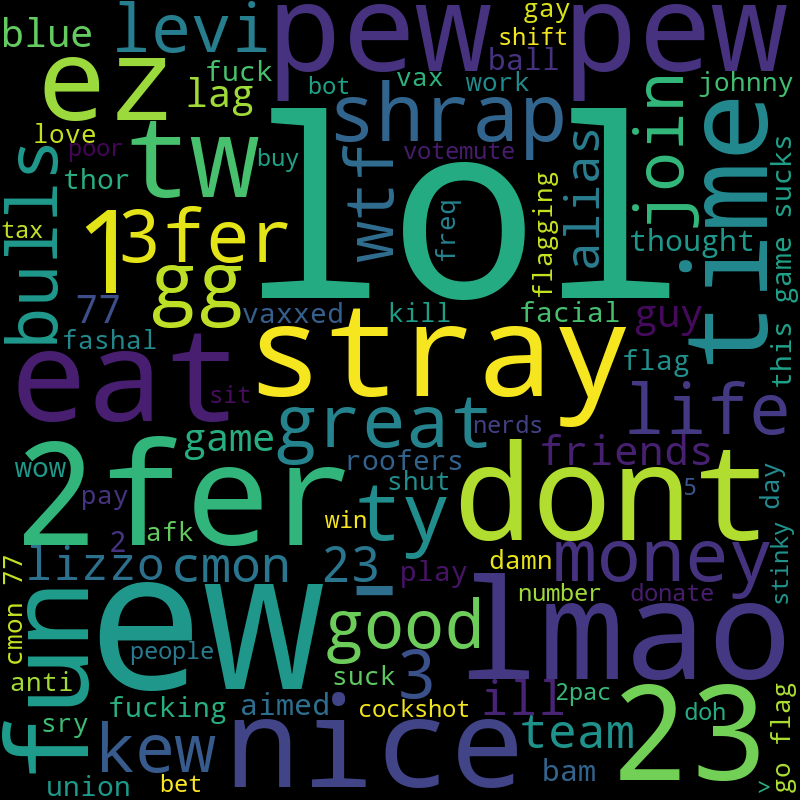 gay
blue
levi
pew
pew
shift
ball
ez
fuck
bot
vax
work
johnny
lag
shrap
join
time
love
tw
lol
wtf
votemute
alias
poor
buy
bulls
thor
this game sucks
flagging
freq
tax
1
3fer
thought
gg
77
vaxxed
kill
facial
guy
fashal
stray
eat
flag
sit
life
great
nerds
game
friends
2fer
dont
wow
roofers
shut
ty
5
pay
stinky day
win
afk
2
money
damn
lizzo
cmon
23
_
play
77
ew
lmao
number
donate
fun
cmon
good
people
3
suck
anti
ill
2pac
23
go flag
fucking
aimed
cockshot
doh
sry
kew
nice
team
bam
union
bet
>